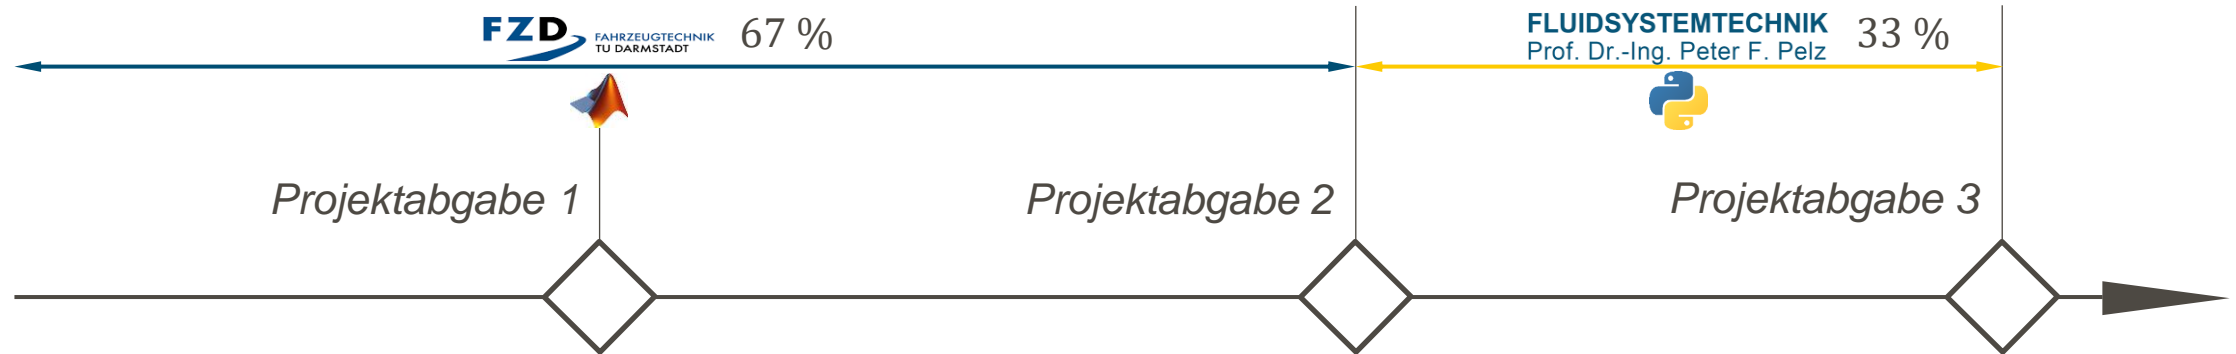 FZD
FAHRZEUGTECHNIK
TU DARMSTADT
67 %
FLUIDSYSTEMTECHNIK
Prof. Dr.-Ing. Peter F. Pelz
33 %
Projektabgabe 1
Projektabgabe 2
Projektabgabe 3